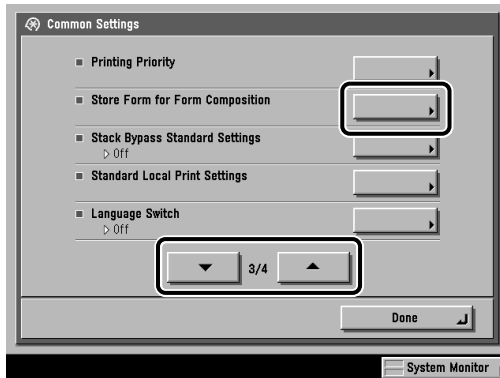 Common Settings
Printing Priority
Store Form for Form Composition
Stack Bypass Standard Settings
▷ Off
Standard Local Print Settings
Language Switch
▷ Off
▼ 3/4 ▲
Done
System Monitor